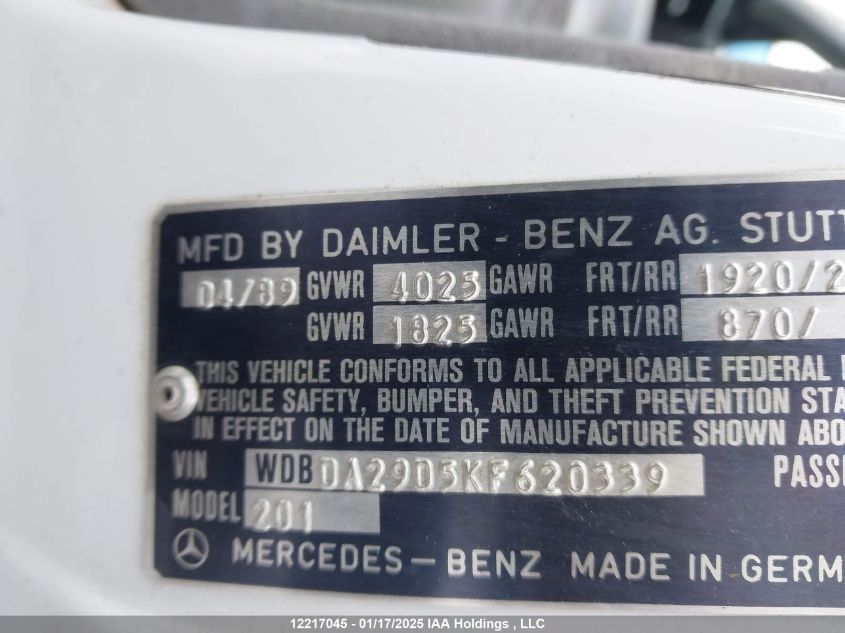 MFD BY DAIMLER - BENZ AG. STUTT
04/89 GVWR 4025 GAWR FRT/RR 1920/2
GVWR 1825 GAWR FRT/RR 870/
THIS VEHICLE CONFORMS TO ALL APPLICABLE FEDERAL
VEHICLE SAFETY, BUMPER, AND THEFT PREVENTION STA
IN EFFECT ON THE DATE OF MANUFACTURE SHOWN ABO
VIN WDBDA29D5KF620339 PASSE
MODEL 201
MERCEDES-BENZ MADE IN GERM
12217045 - 01/17/2025 IAA Holdings , LLC